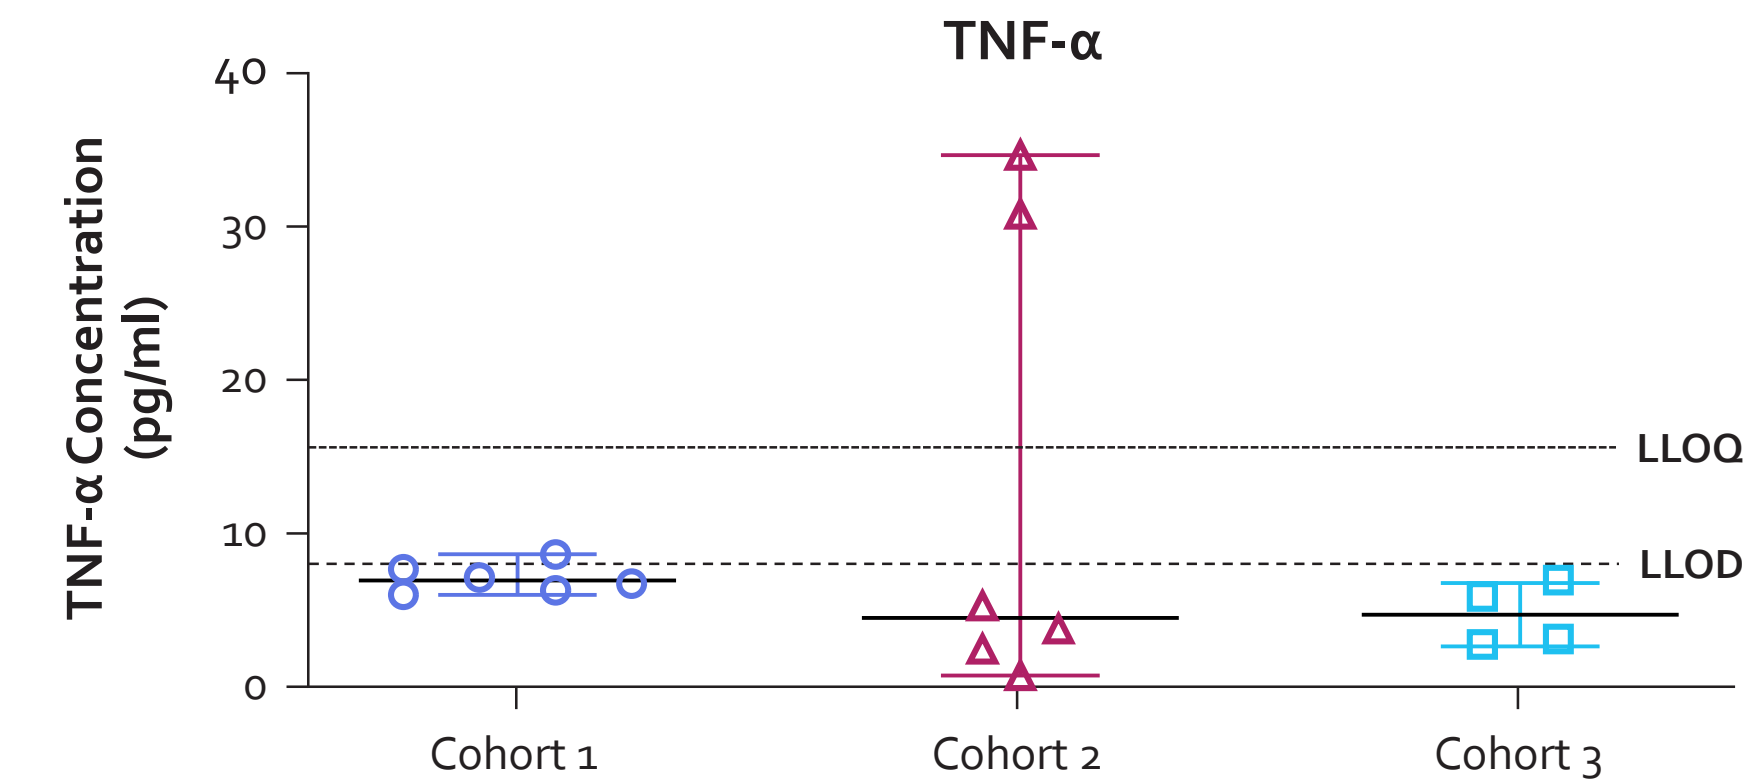 TNF-α
TNF-α Concentration
(pg/ml)
40
30
20
10
0
LLOQ
LLOD
Cohort 1
Cohort 2
Cohort 3